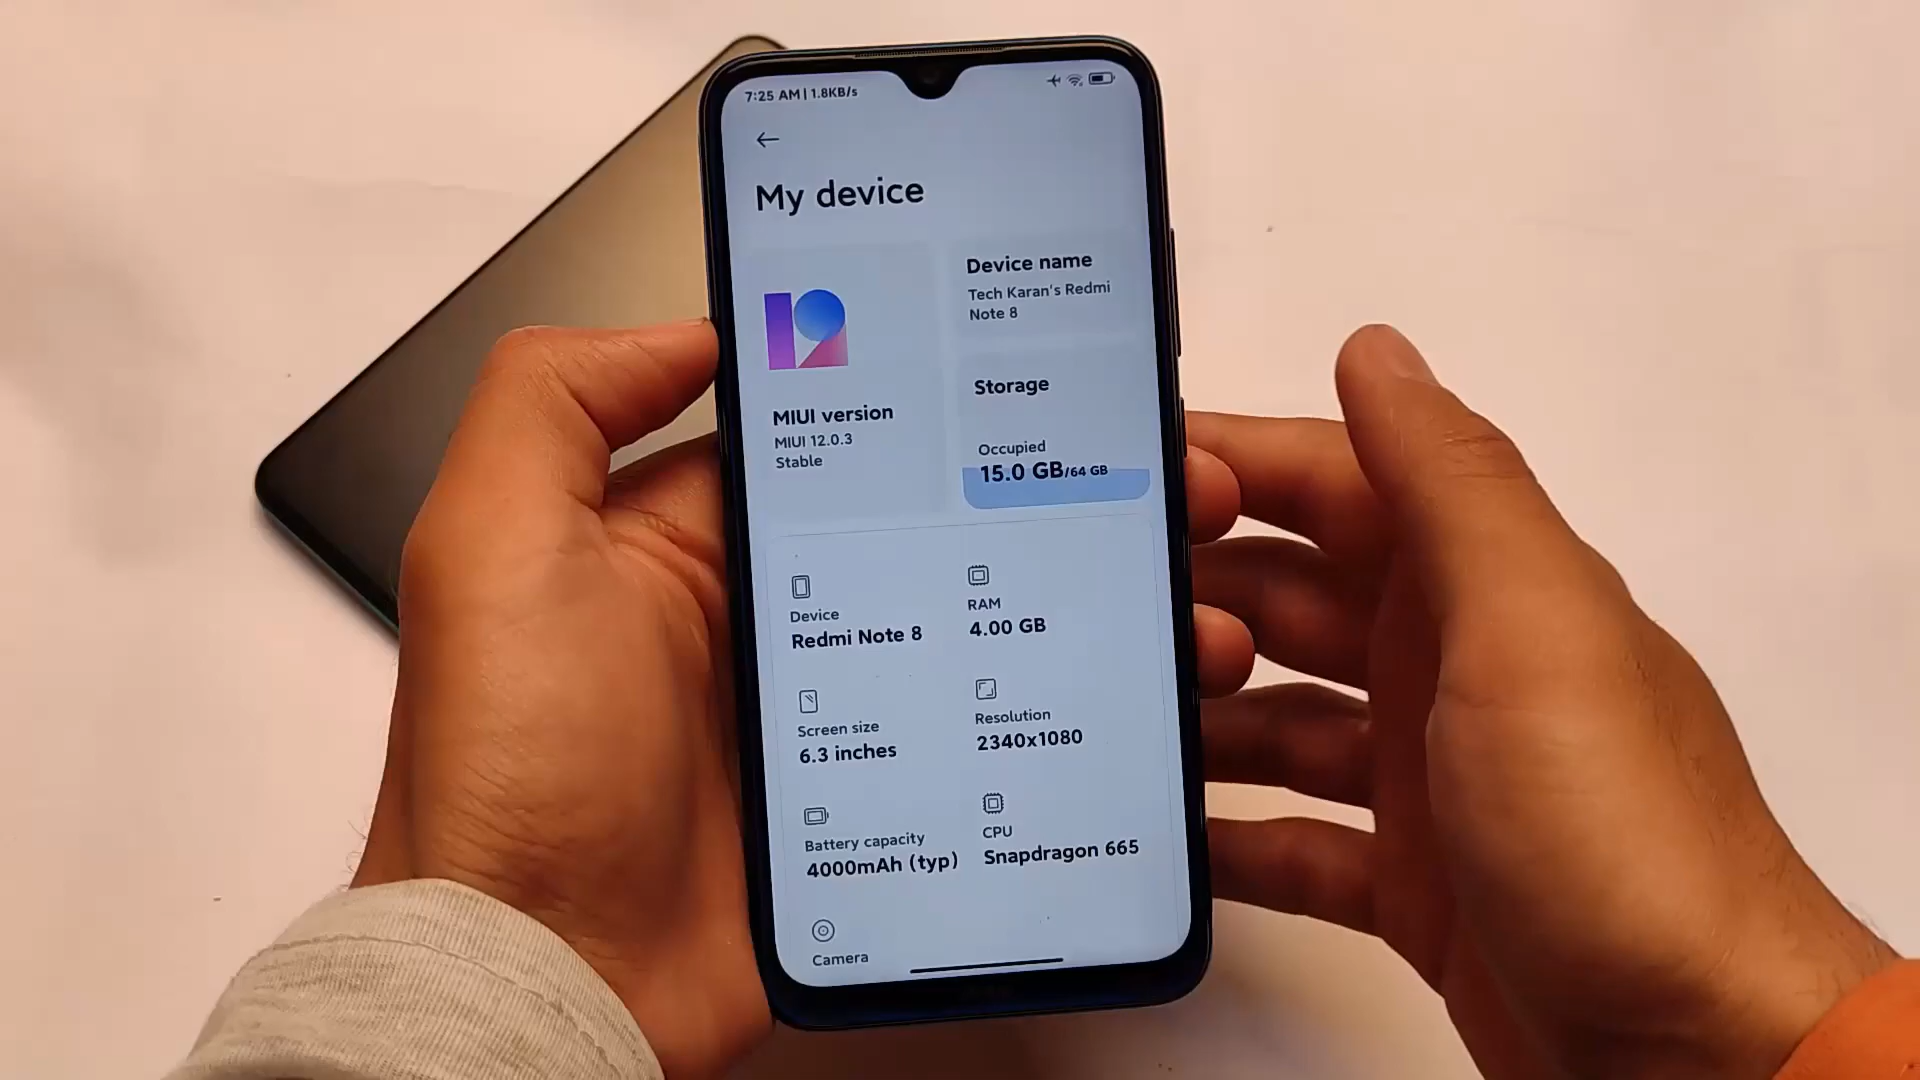 7:25 AM | 1.8KB/s
My device
MIUI version
MIUI 12.0.3
Stable
Device name
Tech Karan's Redmi
Note 8
Storage
Occupied
15.0 GB/64 GB
Device
Redmi Note 8
RAM
4.00 GB
Screen size
6.3 inches
Resolution
2340x1080
Battery capacity
4000mAh (typ)
CPU
Snapdragon 665
Camera